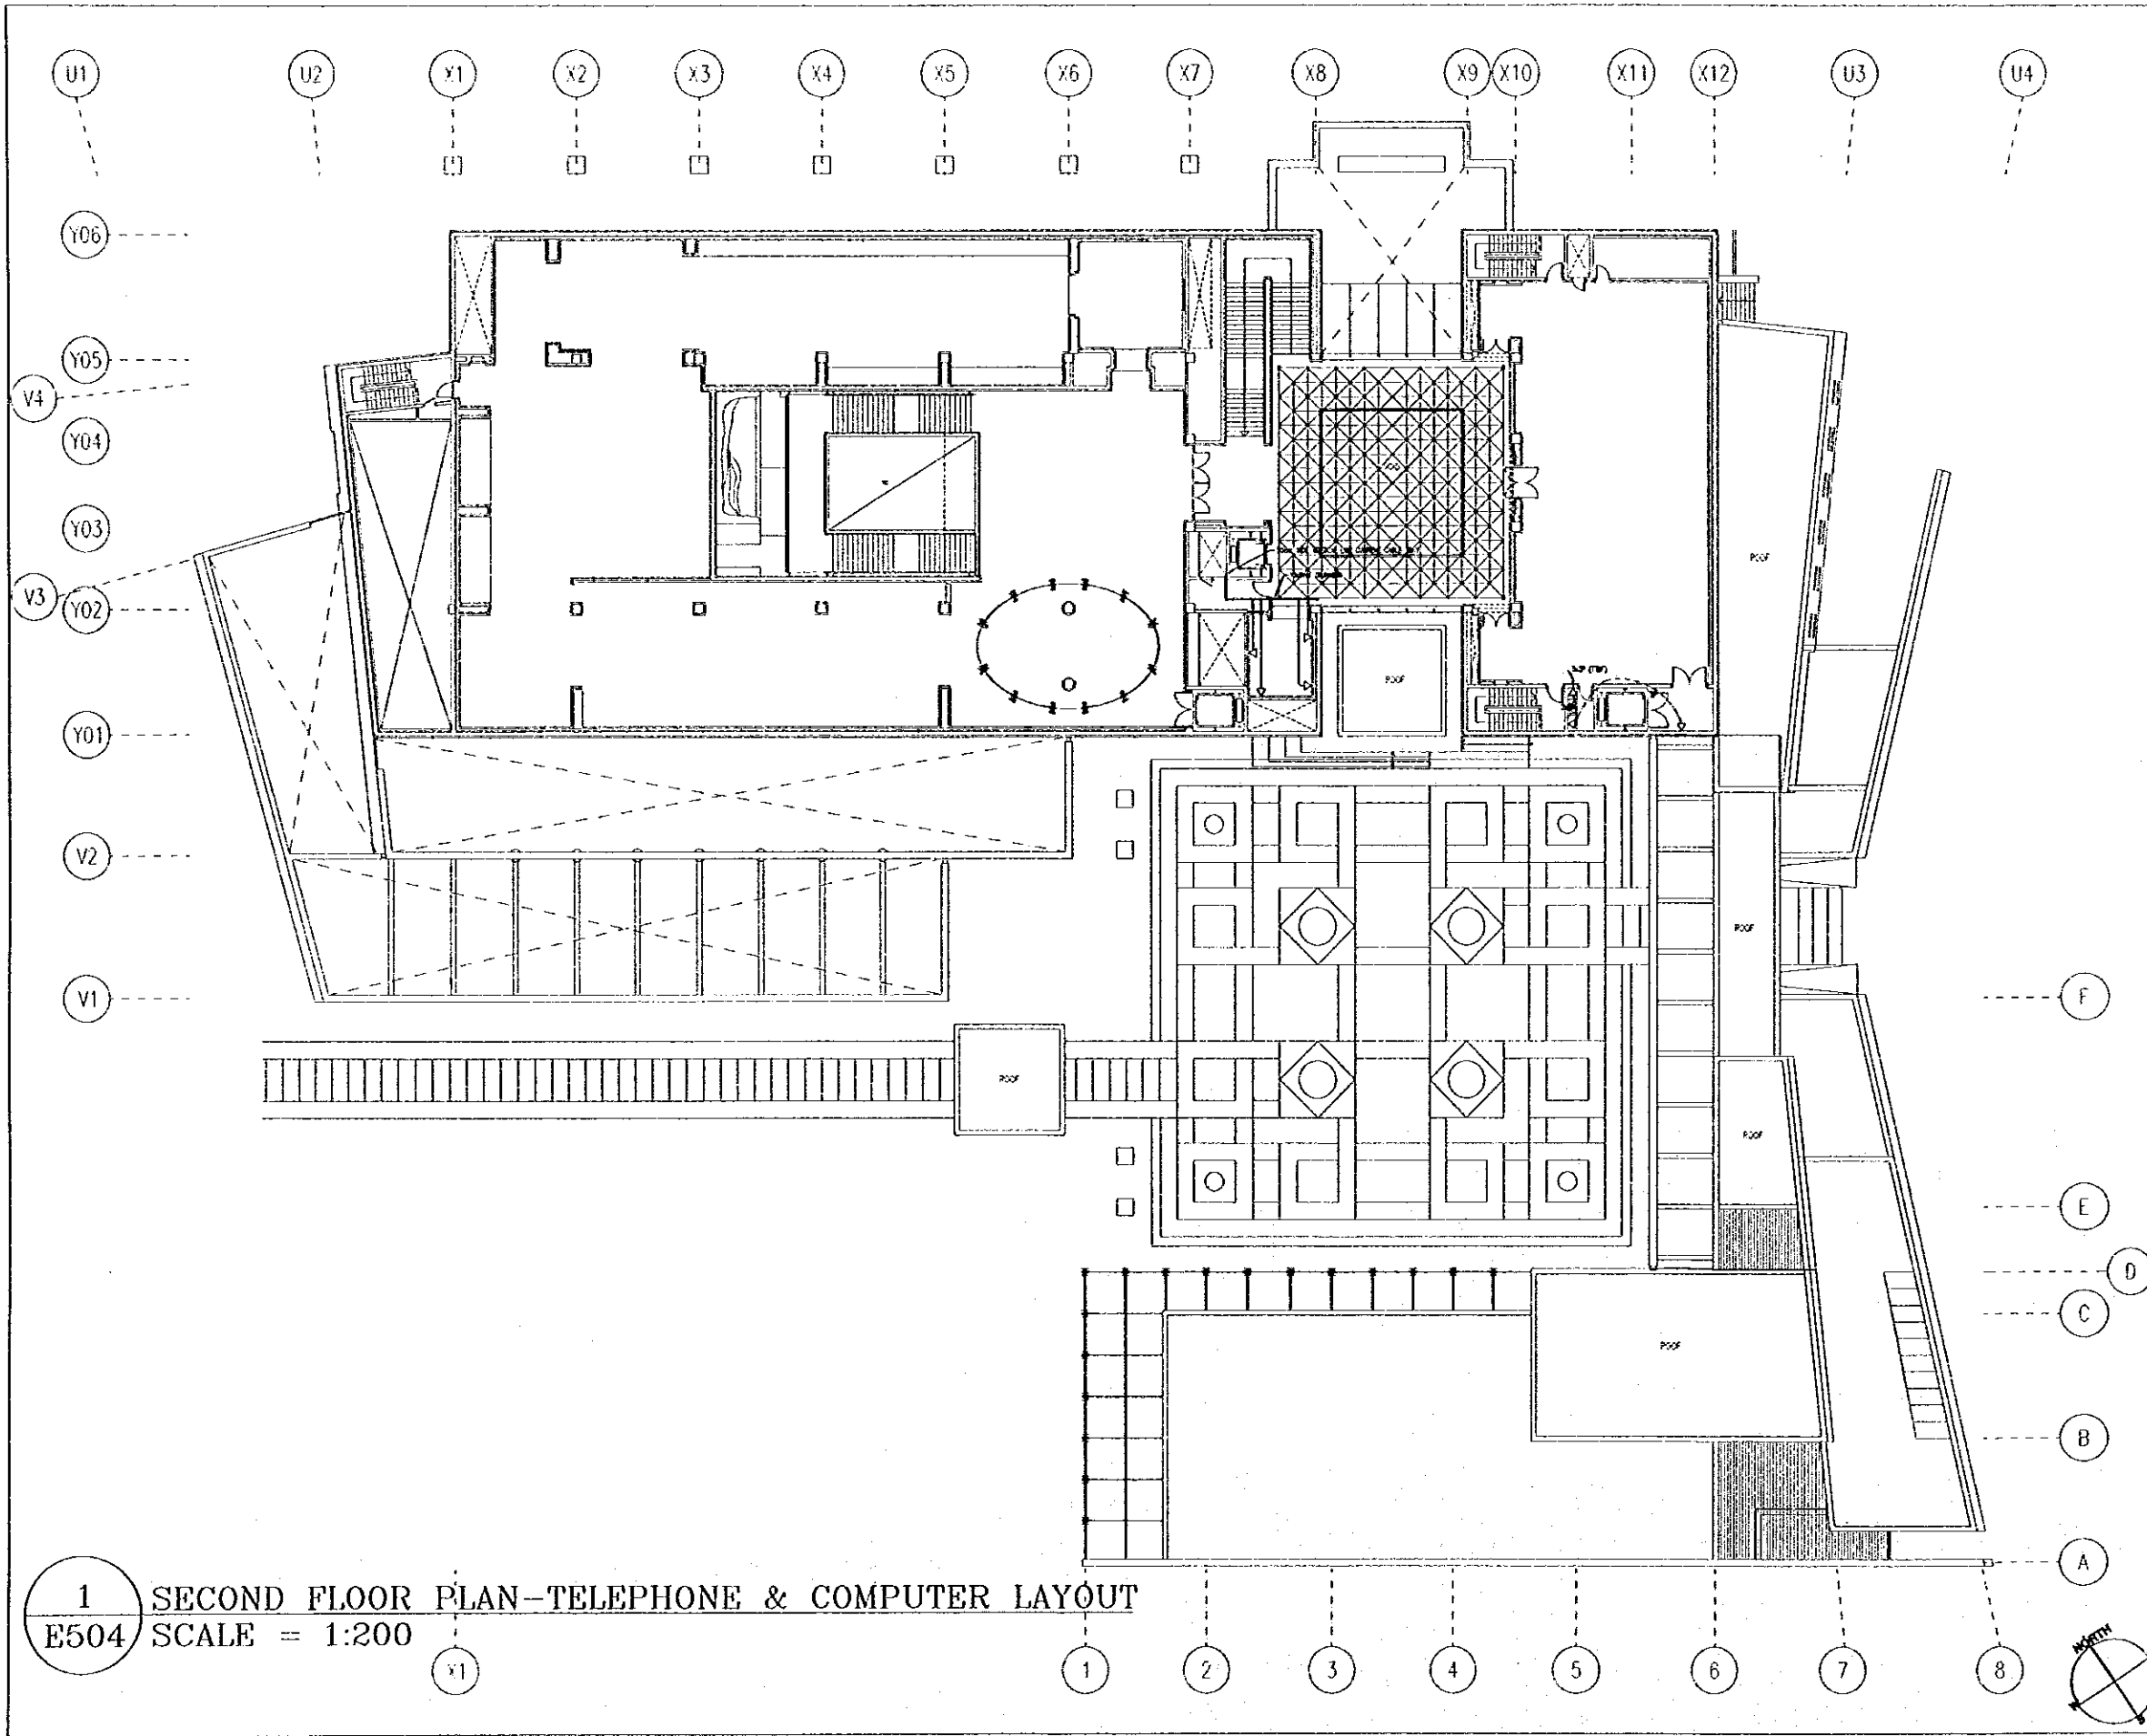 U1 U2 X1 X2 X3 X4 X5 X6 X7 X8 X9 X10 X11 X12 U3 U4
Y06
Y05
V4
Y04
Y03
V3
Y02
Y01
V2
V1
ROOF
ROOF
ROOF
ROOF
ROOF
ROOF
F
E
D
C
B
A
1 SECOND FLOOR PLAN-TELEPHONE & COMPUTER LAYOUT
E504 SCALE = 1:200
X1 1 2 3 4 5 6 7 8
NORTH